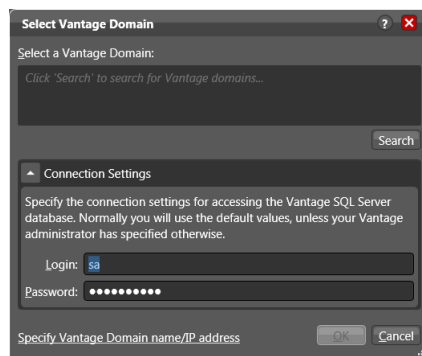 Select Vantage Domain
?
Select a Vantage Domain:
Click 'Search' to search for Vantage domains...
Search
Connection Settings
Specify the connection settings for accessing the Vantage SQL Server
database. Normally you will use the default values, unless your Vantage
administrator has specified otherwise.
Login: sa
Password: ●●●●●●●●●●
Specify Vantage Domain name/IP address
OK
Cancel